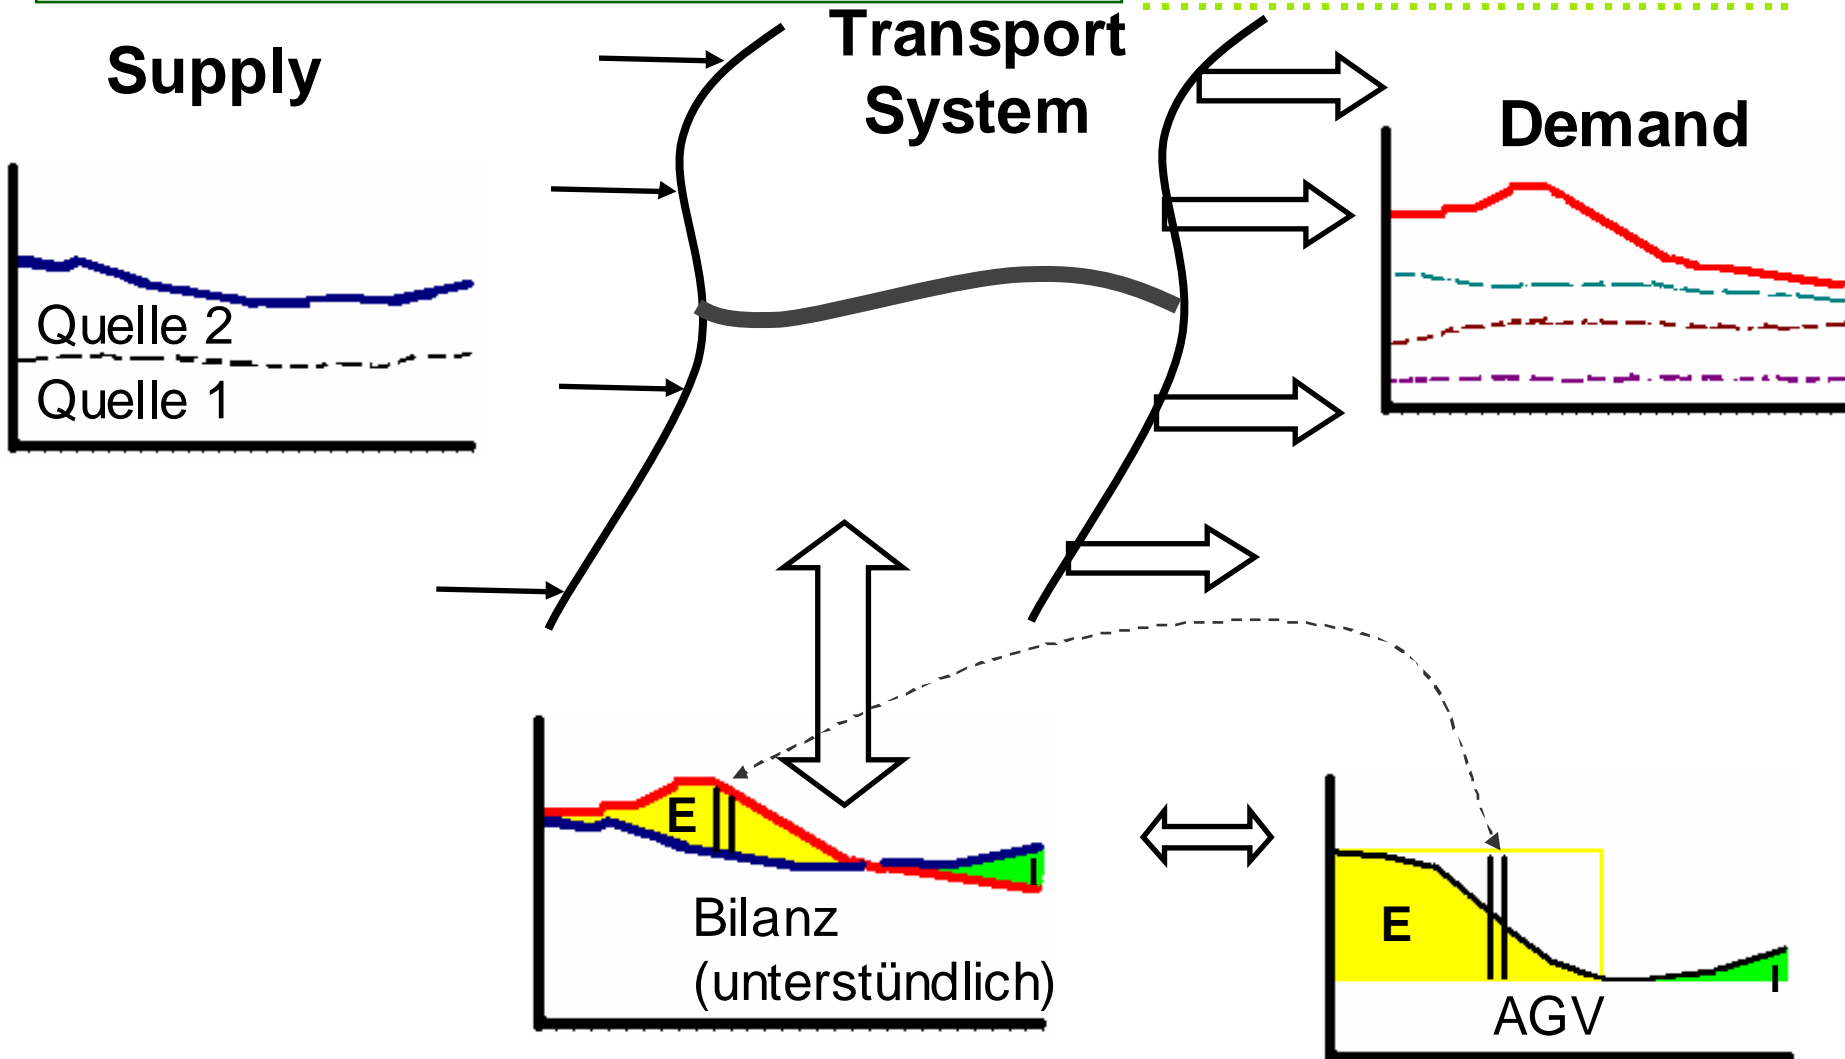 Supply
Transport
System
Demand
Quelle 2
Quelle 1
E
I
Bilanz
(unterstündlich)
E
I
AGV